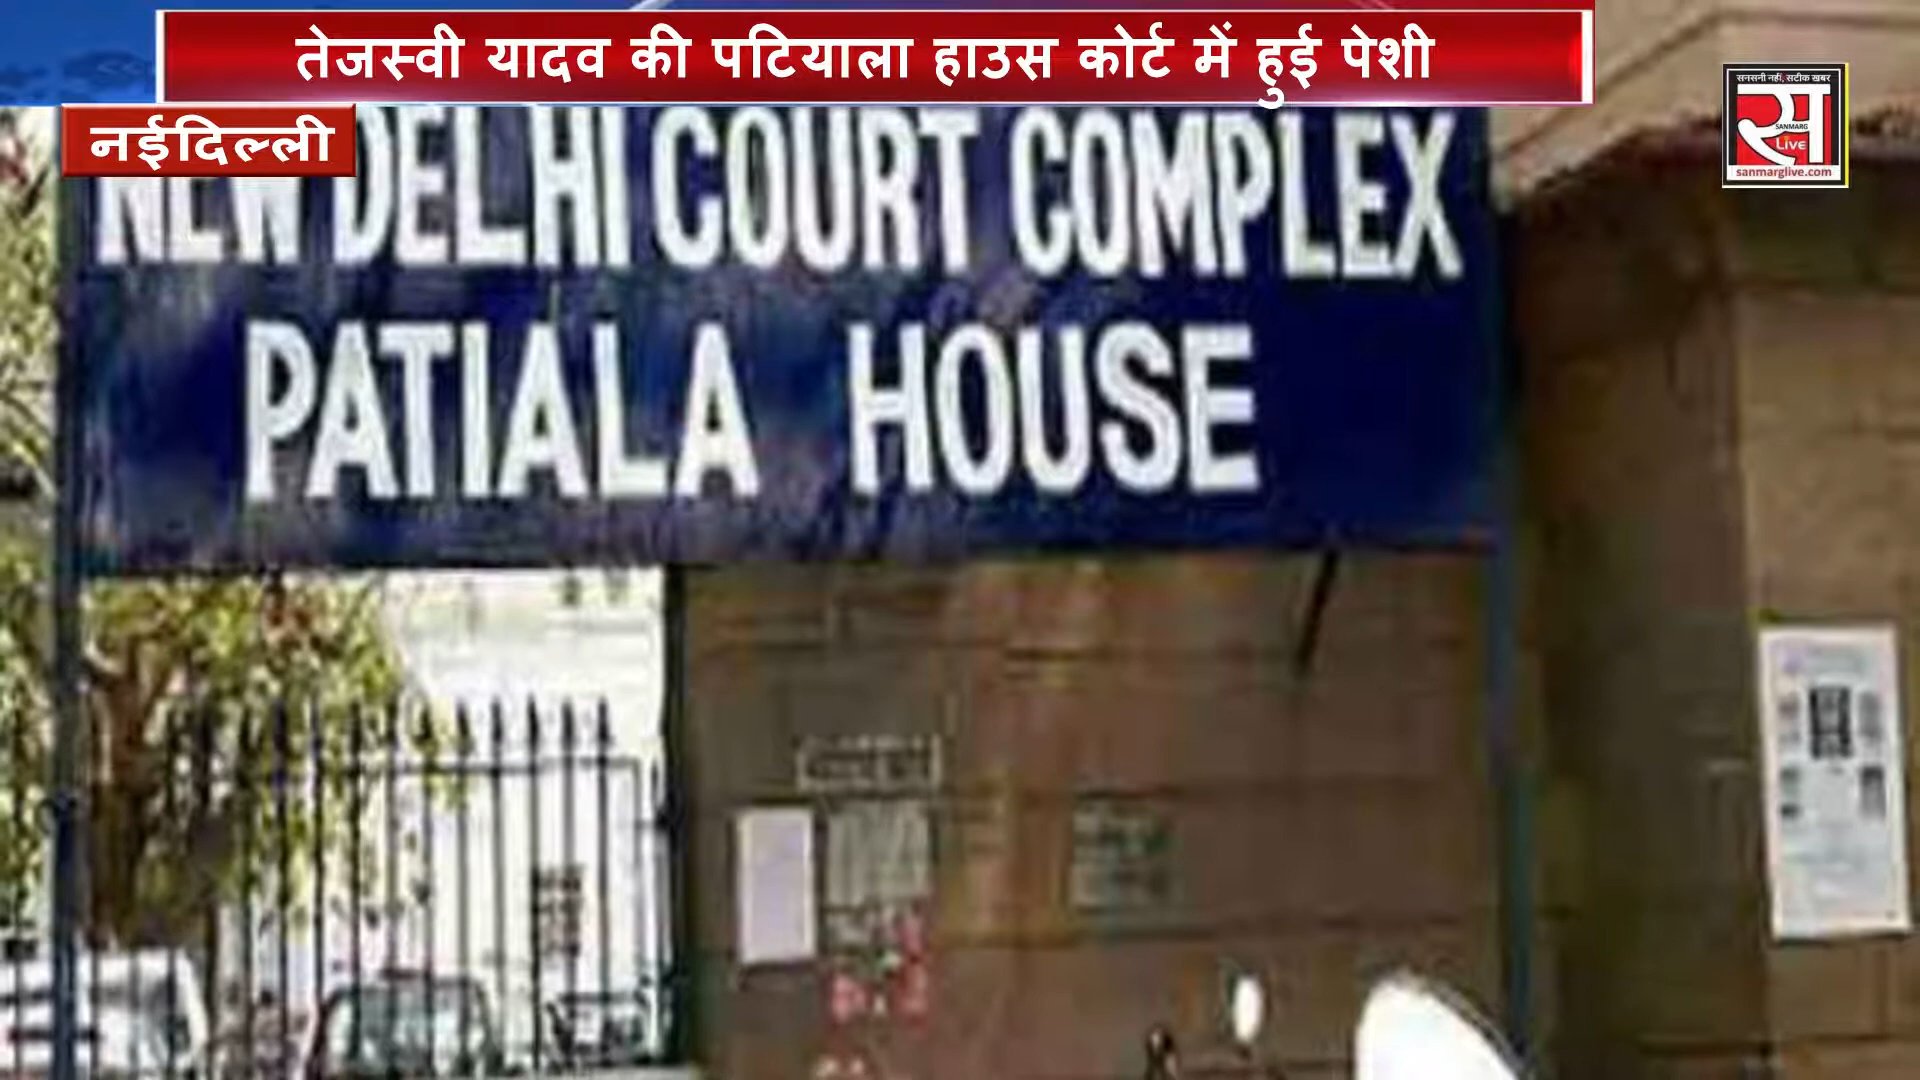 तेजस्वी यादव की पटियाला हाउस कोर्ट में हुई पेशी
नईदिल्ली
सनसनी नहीं, सटीक खबर
स
SANMARG
Live
sanmarglive.com
NEW DELHI COURT COMPLEX
PATIALA HOUSE